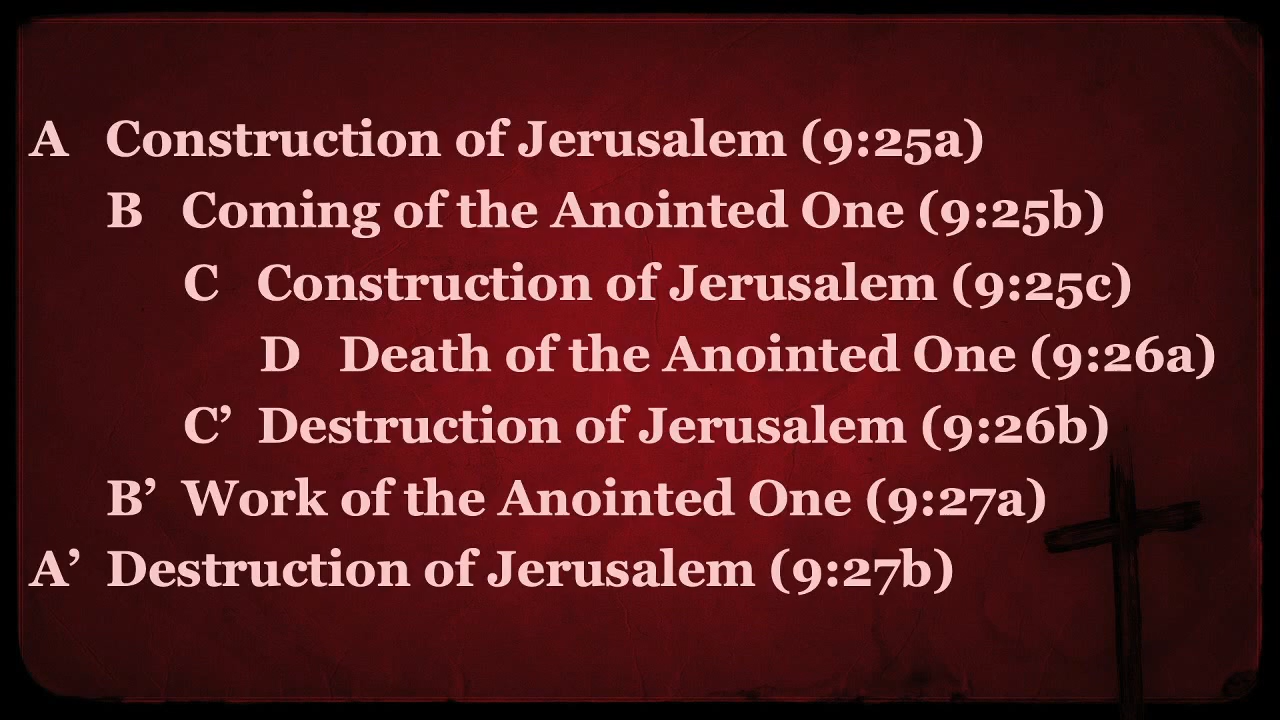 A Construction of Jerusalem (9:25a)
B Coming of the Anointed One (9:25b)
C Construction of Jerusalem (9:25c)
D Death of the Anointed One (9:26a)
C’ Destruction of Jerusalem (9:26b)
B’ Work of the Anointed One (9:27a)
A’ Destruction of Jerusalem (9:27b)